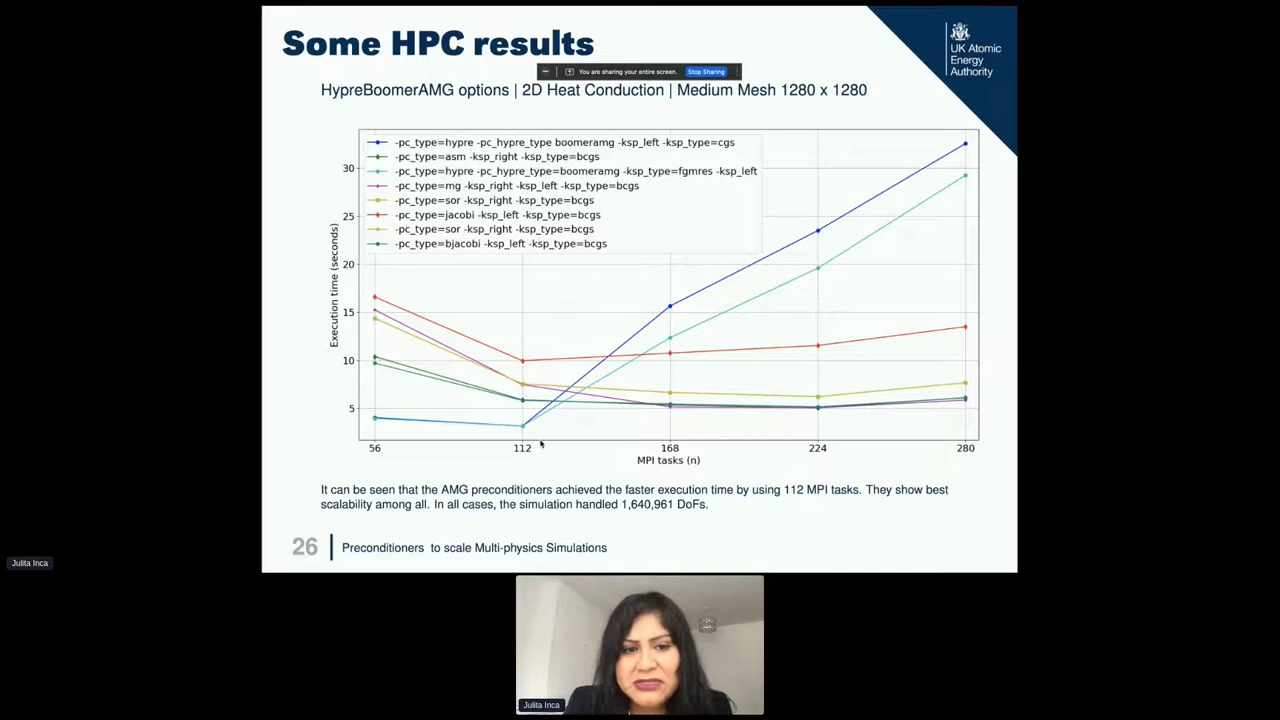 Some HPC results
UK Atomic
Energy
Authority
You are sharing your entire screen.
Stop Sharing
HypreBoomerAMG options | 2D Heat Conduction | Medium Mesh 1280 x 1280
-pc_type=hypre -pc_hypre_type boomeramg -ksp_left -ksp_type=cgs
-pc_type=asm -ksp_right -ksp_type=bcgs
-pc_type=hypre -pc_hypre_type=boomeramg -ksp_type=fgmres -ksp_left
-pc_type=mg -ksp_right -ksp_left -ksp_type=bcgs
-pc_type=sor -ksp_right -ksp_type=bcgs
-pc_type=jacobi -ksp_left -ksp_type=bcgs
-pc_type=sor -ksp_right -ksp_type=bcgs
-pc_type=bjacobi -ksp_left -ksp_type=bcgs
Execution time (seconds)
30
25
20
15
10
5
56 112 168 224 280
MPI tasks (n)
It can be seen that the AMG preconditioners achieved the faster execution time by using 112 MPI tasks. They show best
scalability among all. In all cases, the simulation handled 1,640,961 DoFs.
26
Preconditioners to scale Multi-physics Simulations
Julita Inca
Julita Inca